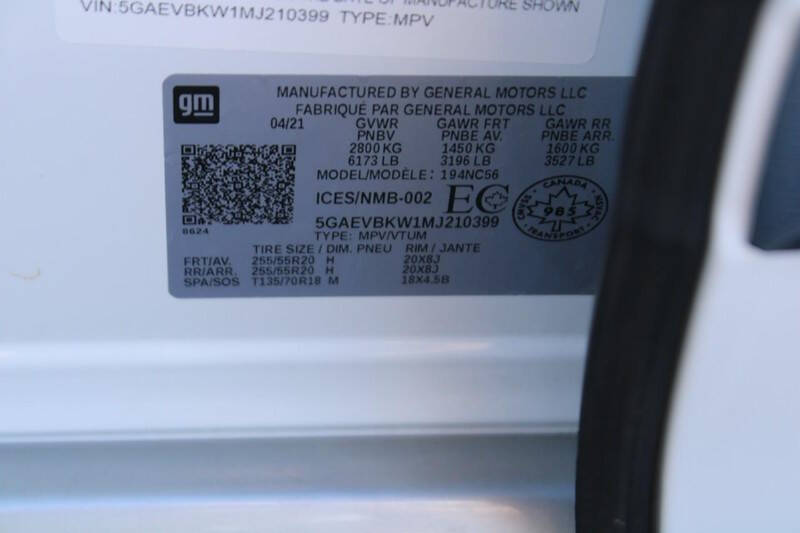 DATE OF MANUFACTURE SHOWN
VIN:5GAEVBKW1MJ210399 TYPE:MPV
gm
MANUFACTURED BY GENERAL MOTORS LLC
FABRIQUÉ PAR GENERAL MOTORS LLC
04/21 GVWR GAWR FRT GAWR RR
PNBV PNBE AV. PNBE ARR.
2800 KG 1450 KG 1600 KG
6173 LB 3196 LB 3527 LB
MODEL/MODÈLE: 194NC56
ICES/NMB-002 EC
CANADA
985
TRANSPORT
5GAEVBKW1MJ210399
8624
TYPE: MPV/VTUM
TIRE SIZE / DIM. PNEU RIM / JANTE
FRT/AV. 255/55R20 H 20X8J
RR/ARR. 255/55R20 H 20X8J
SPA/SOS T135/70R18 M 18X4.5B